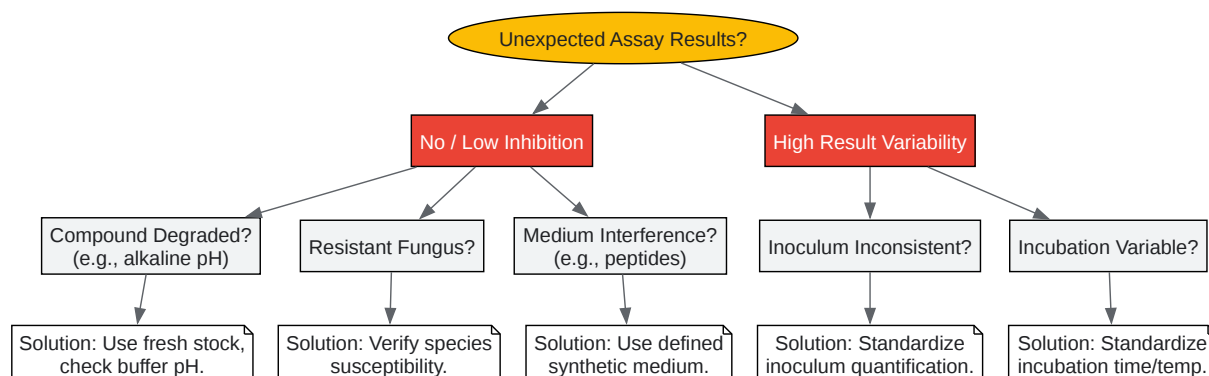 Unexpected Assay Results?
No / Low Inhibition
High Result Variability
Compound Degraded?
(e.g., alkaline pH)
Resistant Fungus?
Medium Interference?
(e.g., peptides)
Inoculum Inconsistent?
Incubation Variable?
Solution: Use fresh stock,
check buffer pH.
Solution: Verify species
susceptibility.
Solution: Use defined
synthetic medium.
Solution: Standardize
inoculum quantification.
Solution: Standardize
incubation time/temp.